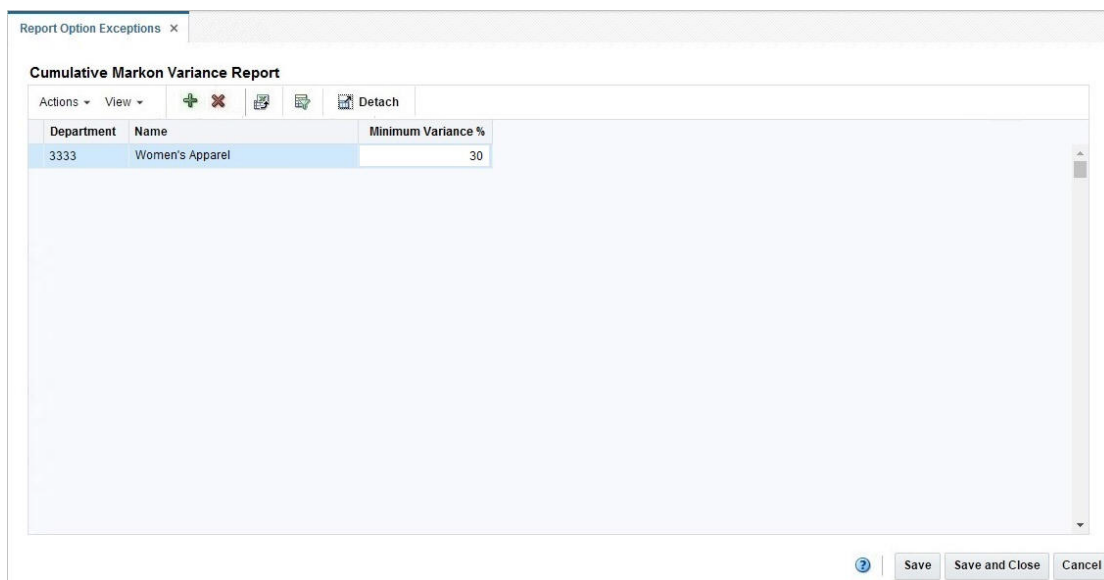 Report Option Exceptions ×
Cumulative Markon Variance Report
Actions View Detach
Department Name Minimum Variance %
3333 Women's Apparel 30
? Save Save and Close Cancel